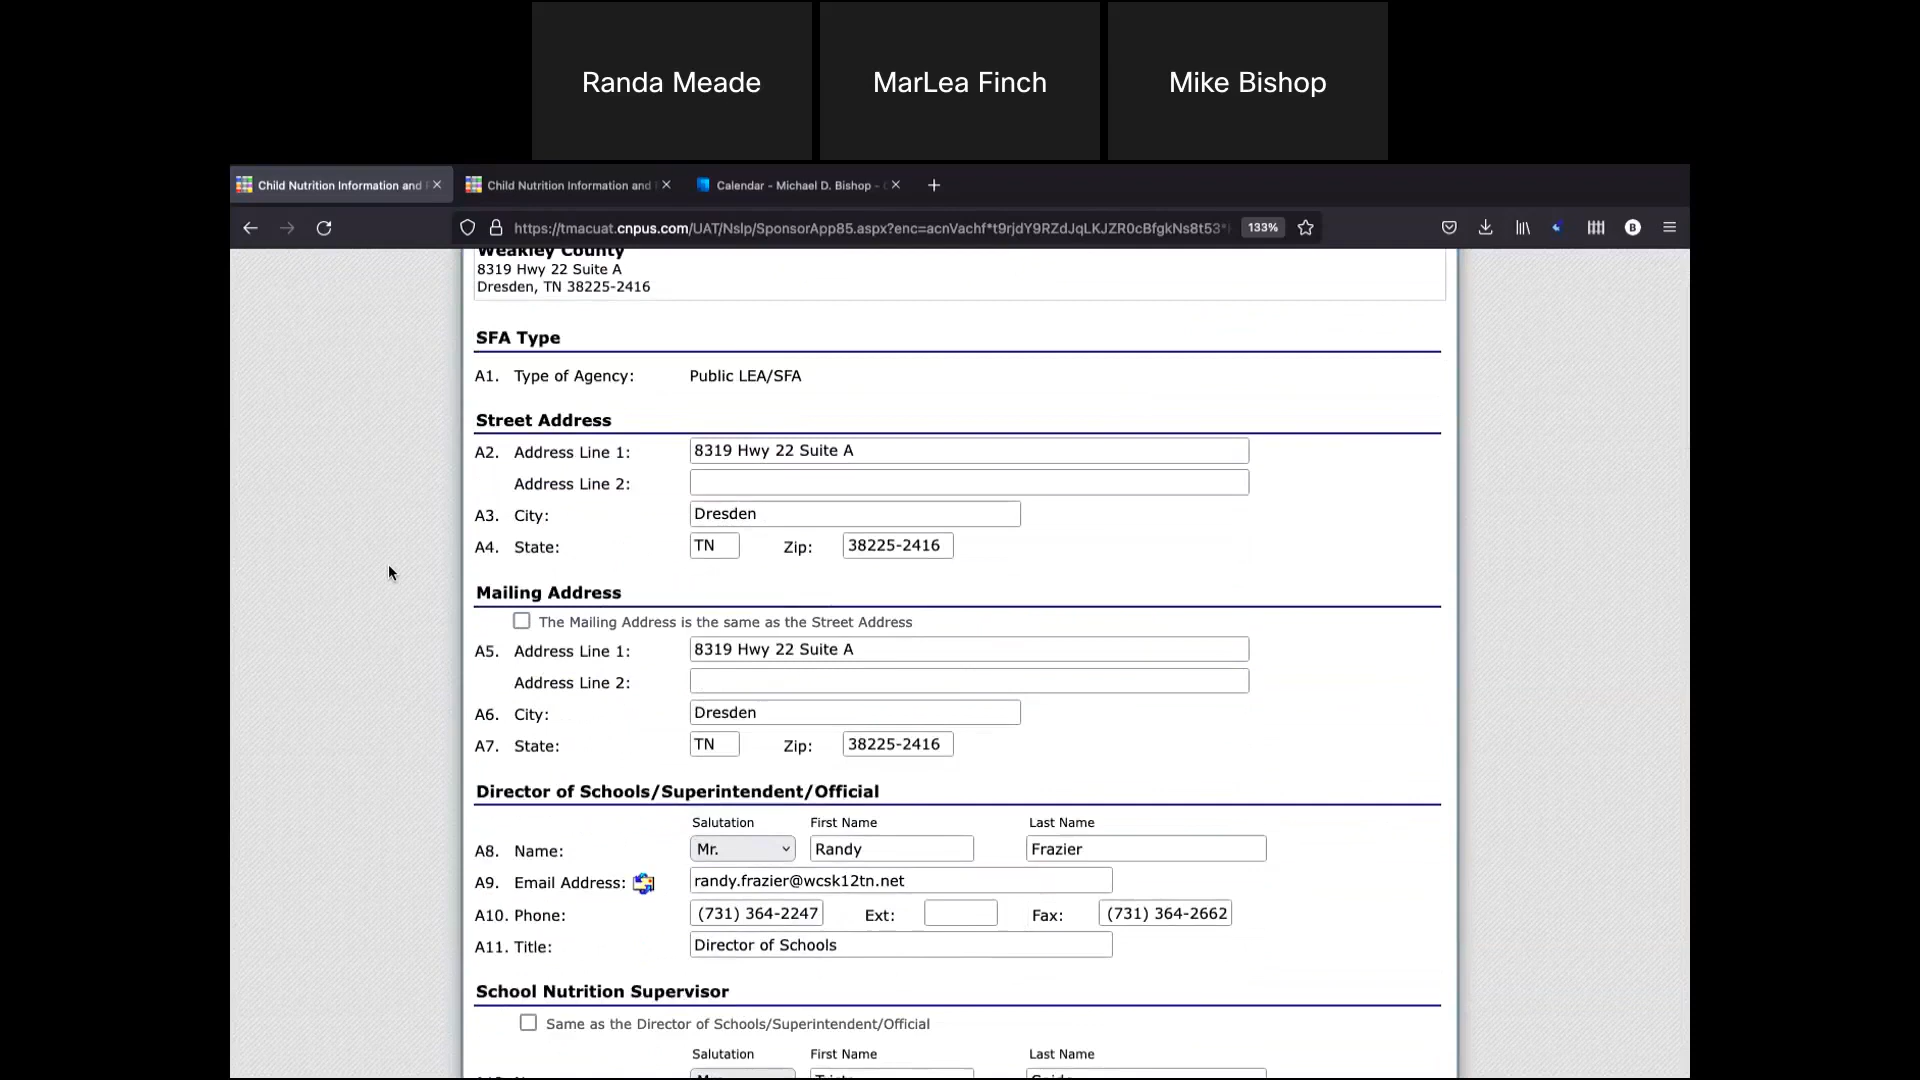 Randa Meade
MarLea Finch
Mike Bishop
Child Nutrition Information and
Child Nutrition Information and
Calendar - Michael D. Bishop -
https://tmacuat.cnpus.com/UAT/Nslp/SponsorApp85.aspx?enc=acnVachf*t9rjdY9RZdJqLKJZR0cBfgkNs8t53*
133%
B
Weakley County
8319 Hwy 22 Suite A
Dresden, TN 38225-2416
SFA Type
A1. Type of Agency: Public LEA/SFA
Street Address
A2. Address Line 1: 8319 Hwy 22 Suite A
Address Line 2:
A3. City: Dresden
A4. State: TN Zip: 38225-2416
Mailing Address
The Mailing Address is the same as the Street Address
A5. Address Line 1: 8319 Hwy 22 Suite A
Address Line 2:
A6. City: Dresden
A7. State: TN Zip: 38225-2416
Director of Schools/Superintendent/Official
Salutation First Name Last Name
A8. Name: Mr. Randy Frazier
A9. Email Address: randy.frazier@wcsk12tn.net
A10. Phone: (731) 364-2247 Ext: Fax: (731) 364-2662
A11. Title: Director of Schools
School Nutrition Supervisor
Same as the Director of Schools/Superintendent/Official
Salutation First Name Last Name